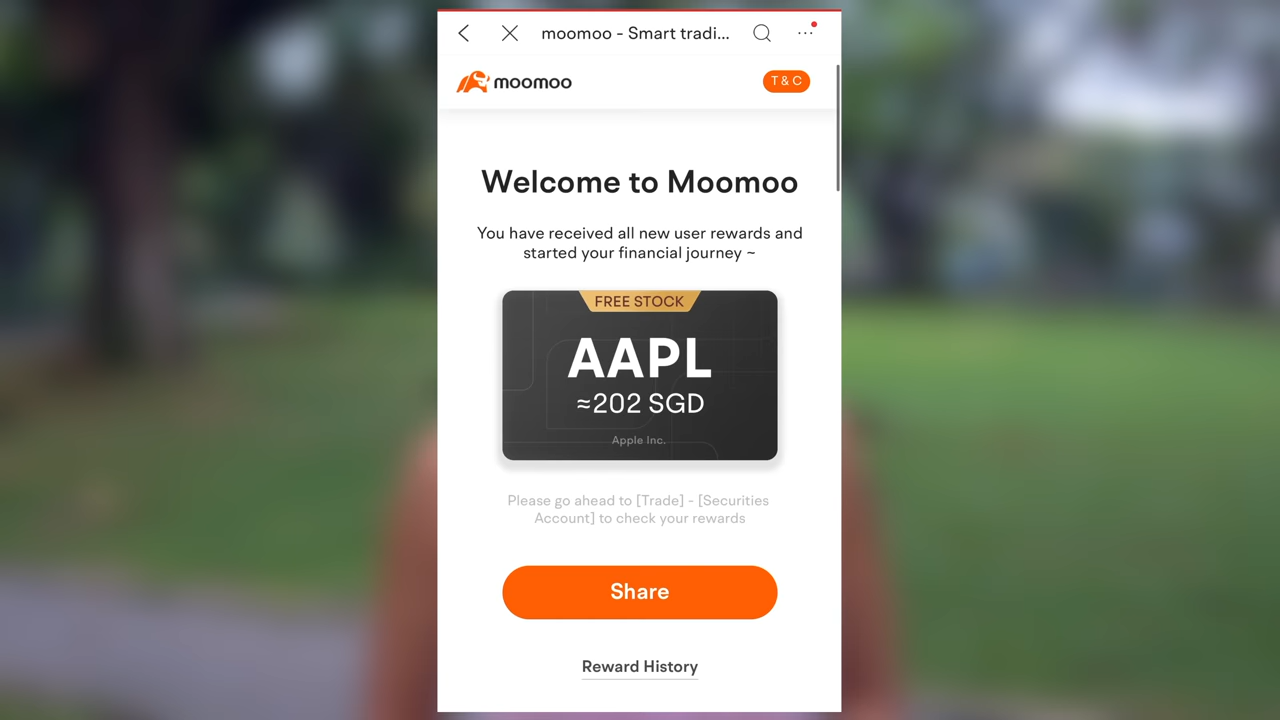 moomoo - Smart tradi...
moomoo
T & C
Welcome to Moomoo
You have received all new user rewards and
started your financial journey ~
FREE STOCK
AAPL
≈202 SGD
Apple Inc.
Please go ahead to [Trade] - [Securities
Account] to check your rewards
Share
Reward History